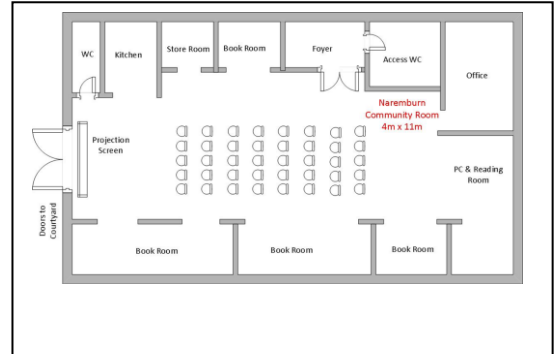 WC
Kitchen
Store Room
Book Room
Foyer
Access WC
Office
Naremburn
Community Room
4m x 11m
Projection
Screen
PC & Reading
Room
Doors to
Courtyard
Book Room
Book Room
Book Room